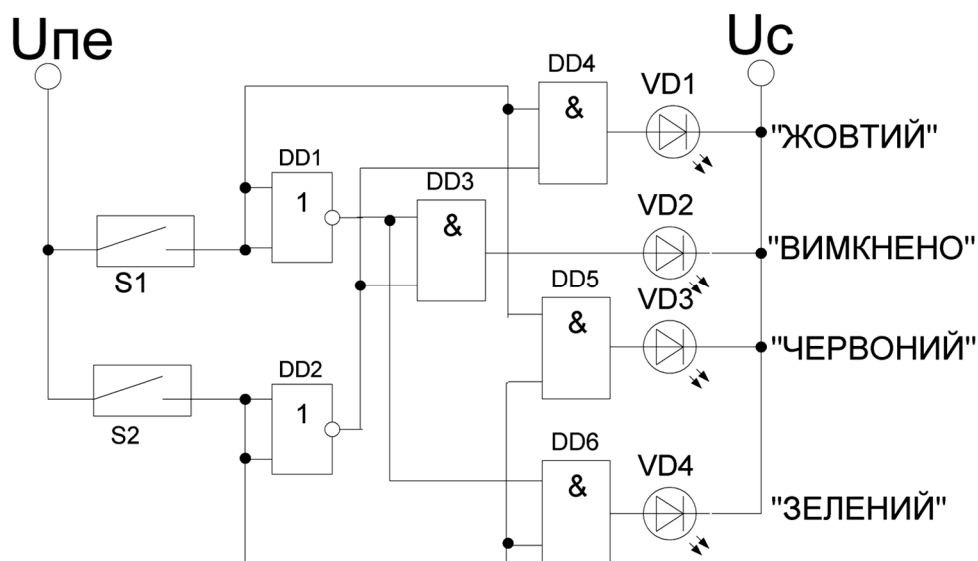 Uпе
Uс
DD4
&
VD1
"ЖОВТИЙ"
DD1
1
DD3
&
VD2
"ВИМКНЕНО"
S1
DD5
&
VD3
"ЧЕРВОНИЙ"
DD2
1
S2
DD6
&
VD4
"ЗЕЛЕНИЙ"